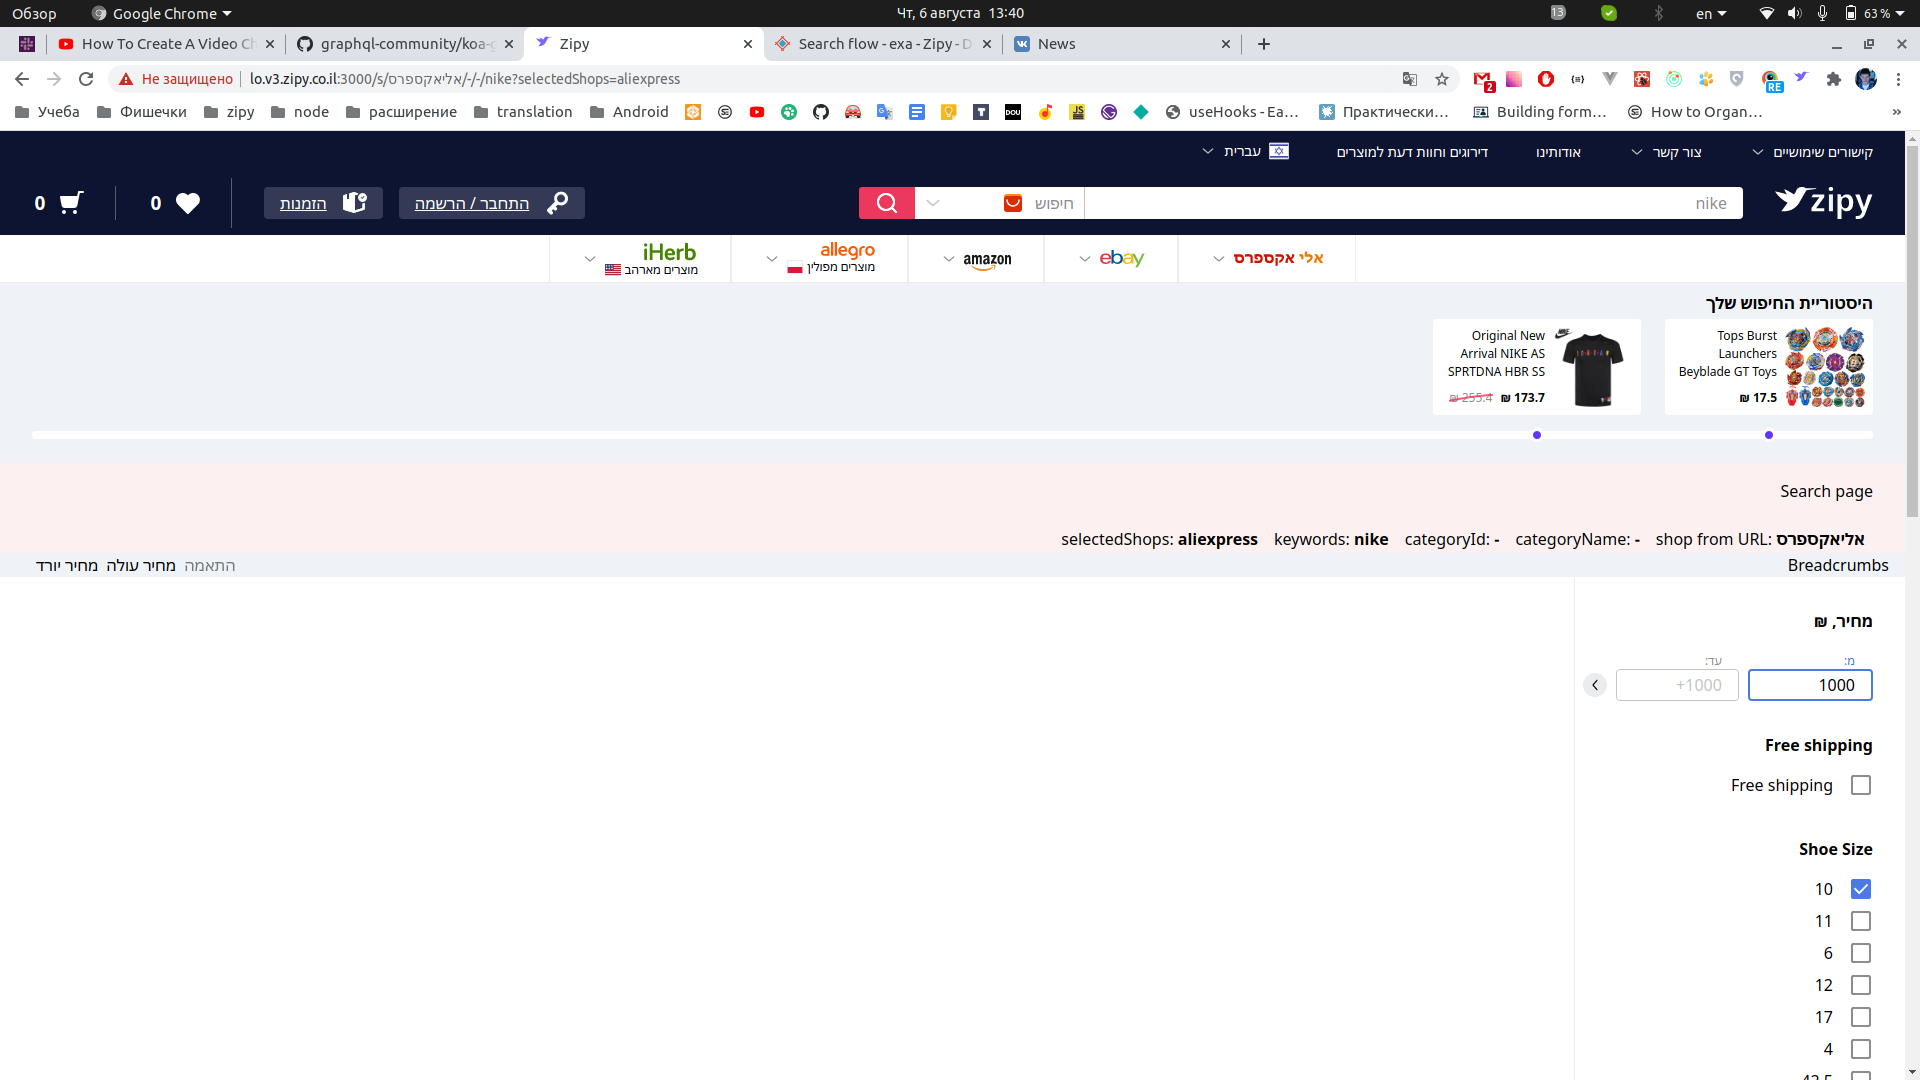 Обзор Google Chrome Чт, 6 августа 13:40 13 en 63 %
How To Create A Video Ch graphql-community/koa-g Zipy Search flow - exa - Zipy - D News
Не защищено lo.v3.zipy.co.il:3000/s/אליאקספרס/-/-/nike?selectedShops=aliexpress 2 RE
Учеба Фишечки zipy node расширение translation Android DOU JS useHooks - Ea… Практически… Building form… How to Organ… »
קישורים שימושיים צור קשר אודותינו דירוגים וחוות דעת למוצרים עברית
zipy nike חיפוש התחבר / הרשמה הזמנות 0 0
אלי אקספרס ebay amazon allegro מוצרים מפולין iHerb מוצרים מארהב
היסטוריית החיפוש שלך
Tops Burst
Launchers
Beyblade GT Toys
₪ 17.5
Original New
Arrival NIKE AS
SPRTDNA HBR SS
₪ 173.7 ₪ 255.4
Search page
selectedShops: aliexpress keywords: nike categoryId: - categoryName: - shop from URL: אליאקספרס
Breadcrumbs
התאמה מחיר עולה מחיר יורד
מחיר, ₪
מ: עד:
1000 +1000
Free shipping
Free shipping
Shoe Size
10
11
6
12
17
4